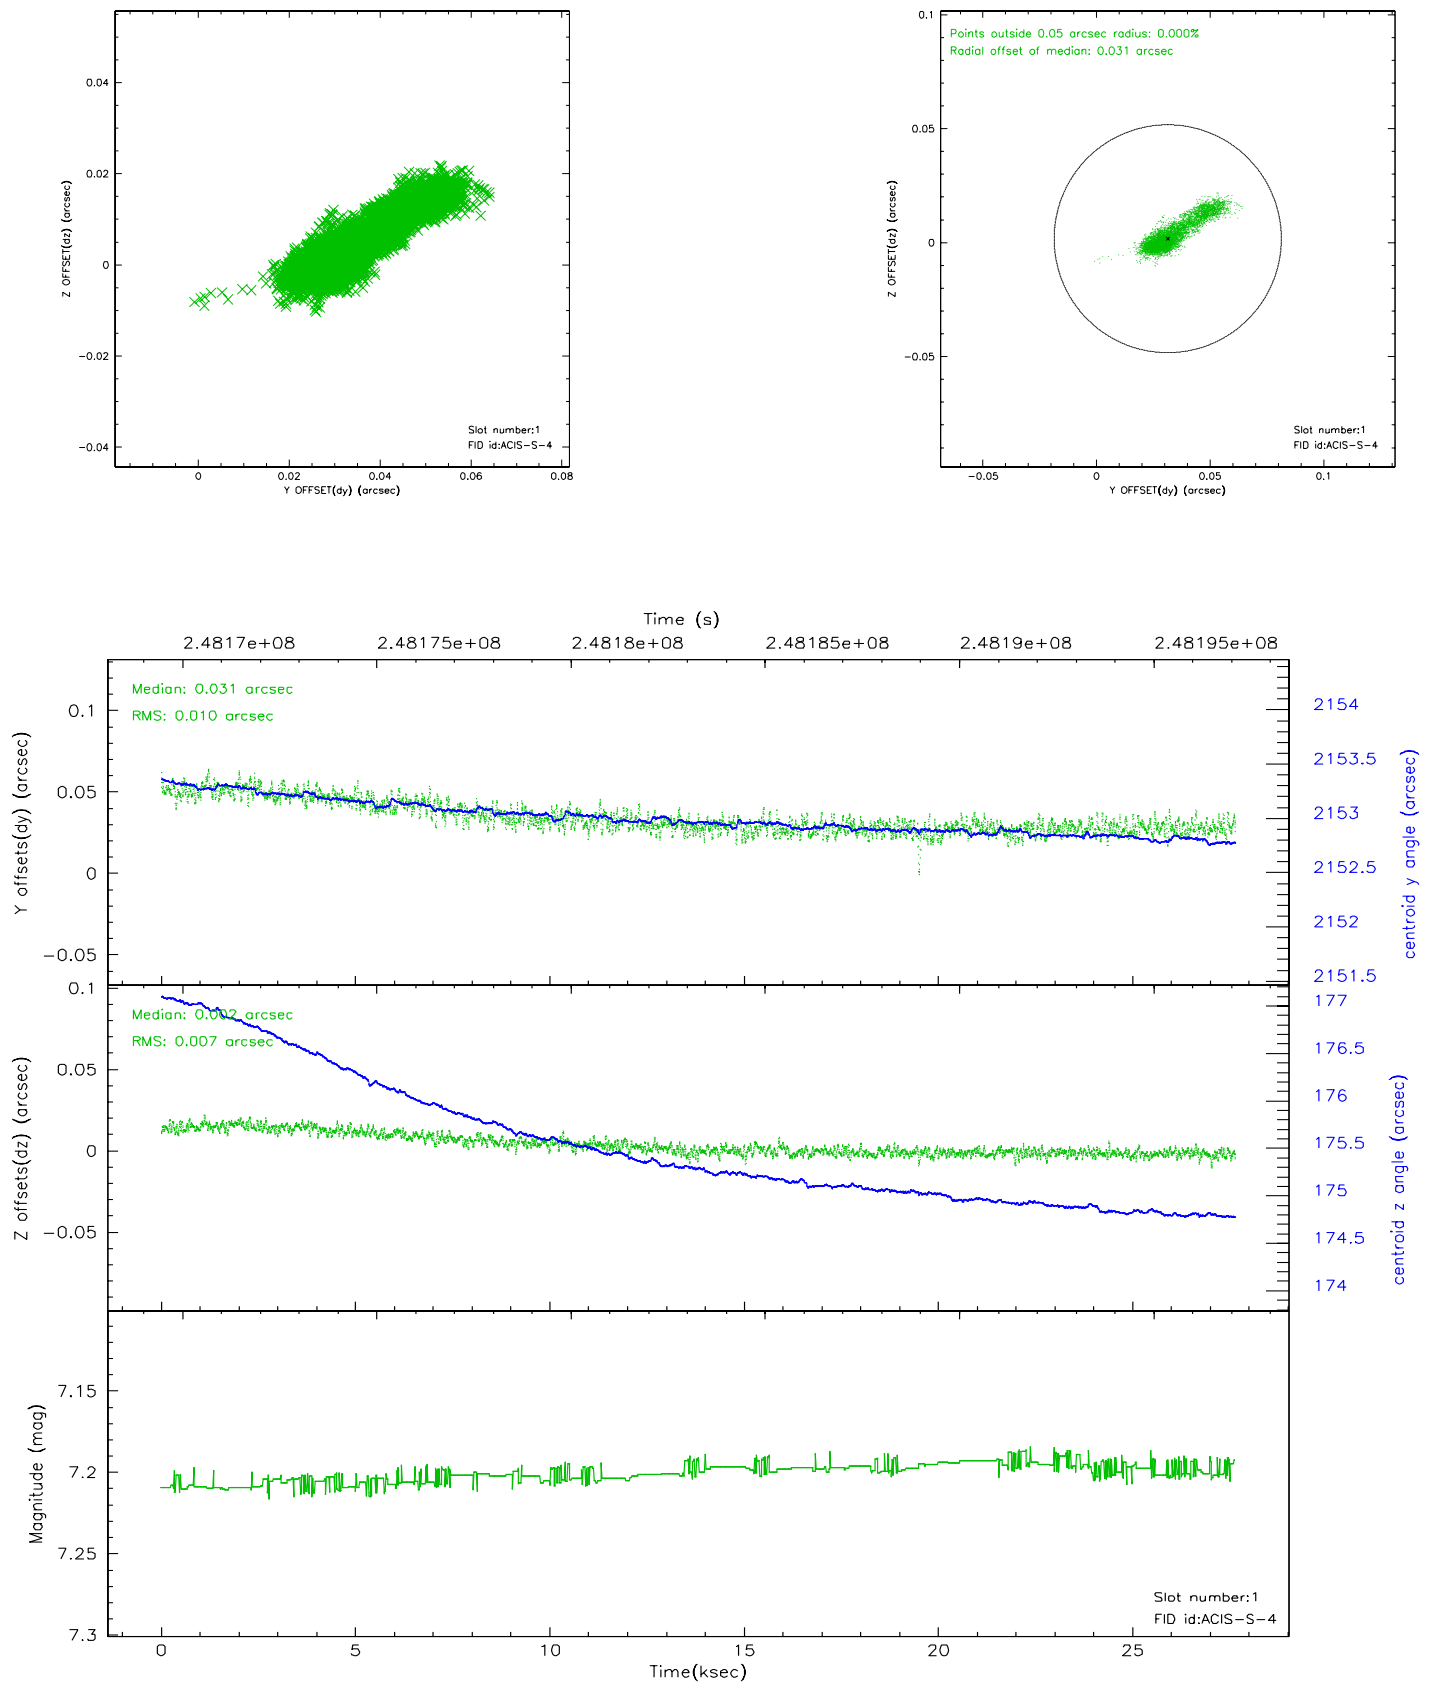 0.04
0.02
0
−0.02
−0.04
Z OFFSET(dz) (arcsec)
Slot number:1
FID id:ACIS−S−4
0
0.02
0.04
0.06
0.08
Y OFFSET(dy) (arcsec)
0.1
0.05
0
−0.05
Z OFFSET(dz) (arcsec)
Points outside 0.05 arcsec radius: 0.000%
Radial offset of median: 0.031 arcsec
Slot number:1
FID id:ACIS−S−4
−0.05
0
0.05
0.1
Y OFFSET(dy) (arcsec)
Time (s)
2.4817e+08
2.48175e+08
2.4818e+08
2.48185e+08
2.4819e+08
2.48195e+08
Median: 0.031 arcsec
RMS: 0.010 arcsec
0.1
0.05
0
−0.05
Y offsets(dy) (arcsec)
2154
2153.5
2153
2152.5
2152
2151.5
centroid y angle (arcsec)
Median: 0.002 arcsec
RMS: 0.007 arcsec
0.1
0.05
0
−0.05
Z offsets(dz) (arcsec)
177
176.5
176
175.5
175
174.5
174
centroid z angle (arcsec)
7.15
7.2
7.25
7.3
Magnitude (mag)
Slot number:1
FID id:ACIS−S−4
0
5
10
15
20
25
Time(ksec)